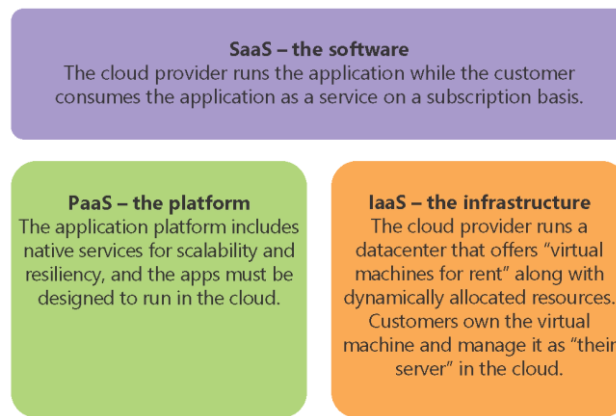 SaaS – the software
The cloud provider runs the application while the customer
consumes the application as a service on a subscription basis.
PaaS – the platform
The application platform includes
native services for scalability and
resiliency, and the apps must be
designed to run in the cloud.
IaaS – the infrastructure
The cloud provider runs a
datacenter that offers “virtual
machines for rent” along with
dynamically allocated resources.
Customers own the virtual
machine and manage it as “their
server” in the cloud.